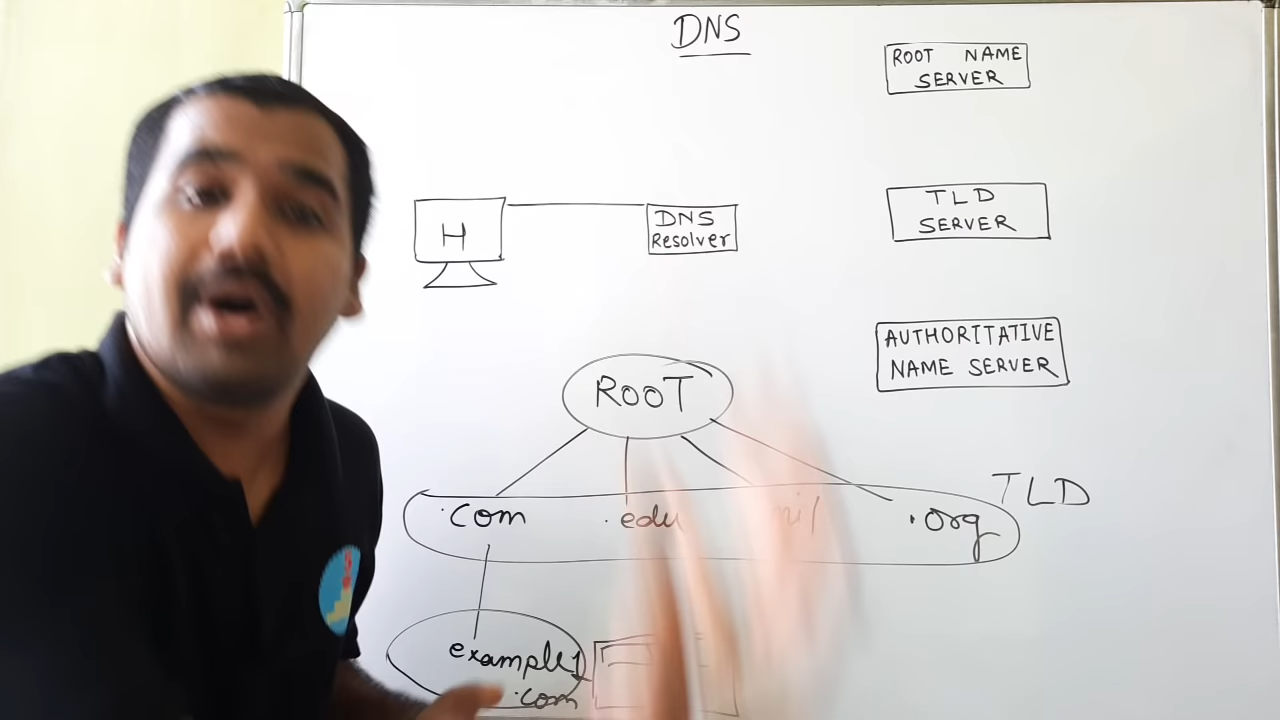 DNS
ROOT NAME
SERVER
TLD
SERVER
H
DNS
Resolver
AUTHORITATIVE
NAME SERVER
ROOT
TLD
.com .edu .org
example1
.com